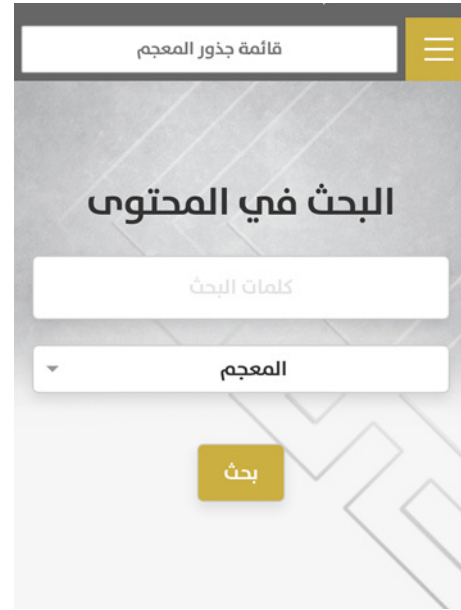 قائمة جذور المعجم
البحث في المحتوى
كلمات البحث
المعجم
بحث